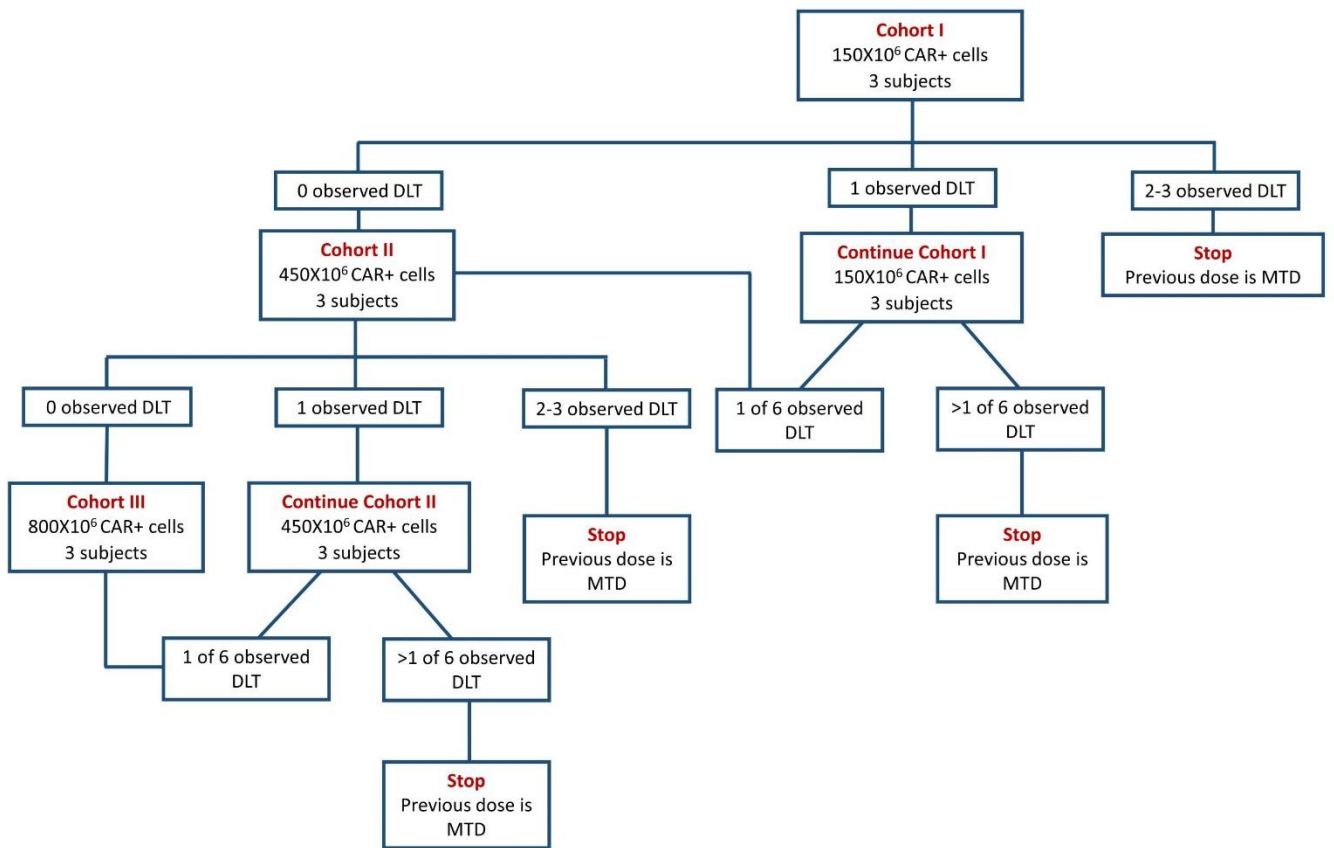 Cohort I
150X10⁶ CAR+ cells
3 subjects
0 observed DLT
1 observed DLT
2-3 observed DLT
Cohort II
450X10⁶ CAR+ cells
3 subjects
Continue Cohort I
150X10⁶ CAR+ cells
3 subjects
Stop
Previous dose is MTD
0 observed DLT
1 observed DLT
2-3 observed DLT
1 of 6 observed
DLT
>1 of 6 observed
DLT
Cohort III
800X10⁶ CAR+ cells
3 subjects
Continue Cohort II
450X10⁶ CAR+ cells
3 subjects
Stop
Previous dose is
MTD
Stop
Previous dose is
MTD
1 of 6 observed
DLT
>1 of 6 observed
DLT
Stop
Previous dose is
MTD